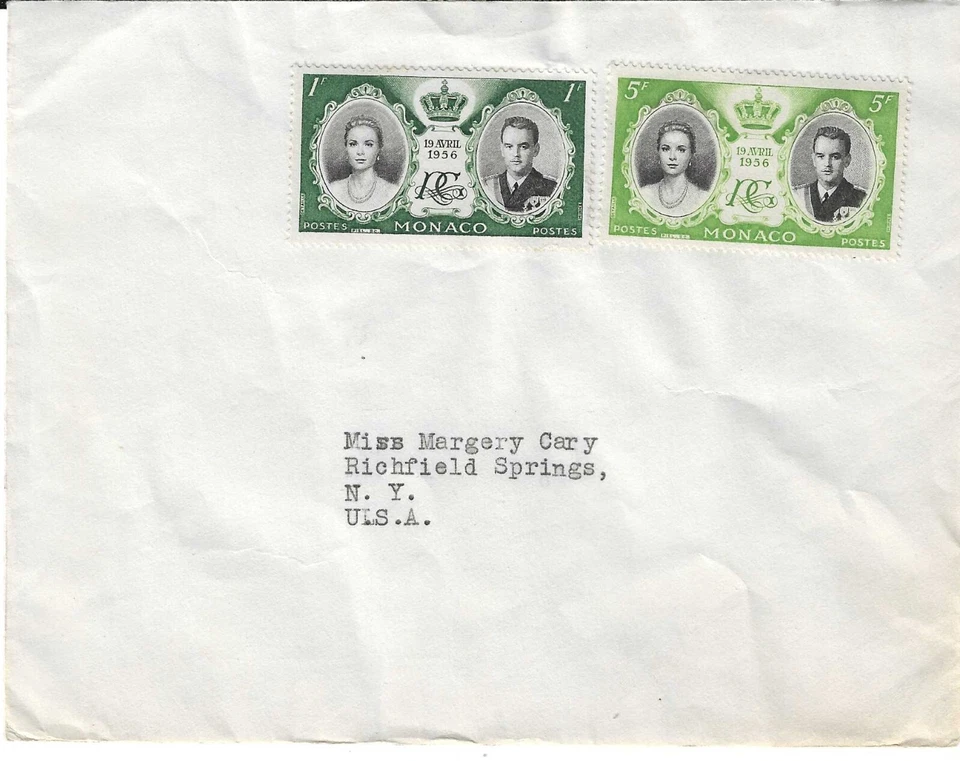 1F 1F
19 AVRIL
1956
POSTES MONACO POSTES
5F 5F
19 AVRIL
1956
POSTES MONACO POSTES
Miss Margery Cary
Richfield Springs,
N. Y.
U.S.A.